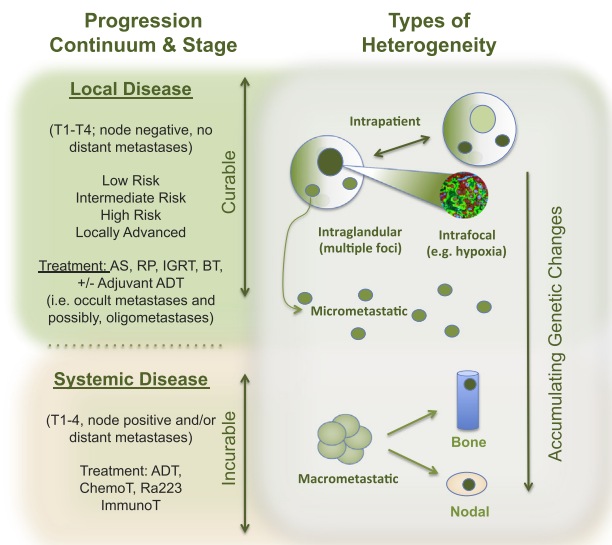 Progression
Continuum & Stage
Types of
Heterogeneity
Local Disease
(T1-T4; node negative, no
distant metastases)
Low Risk
Intermediate Risk
High Risk
Locally Advanced
Treatment: AS, RP, IGRT, BT,
+/- Adjuvant ADT
(i.e. occult metastases and
possibly, oligometastases)
Curable
Systemic Disease
(T1-4, node positive and/or
distant metastases)
Treatment: ADT,
ChemoT, Ra223
ImmunoT
Incurable
Intrapatient
Intraglandular
(multiple foci)
Intrafocal
(e.g. hypoxia)
Micrometastatic
Macrometastatic
Bone
Nodal
Accumulating Genetic Changes